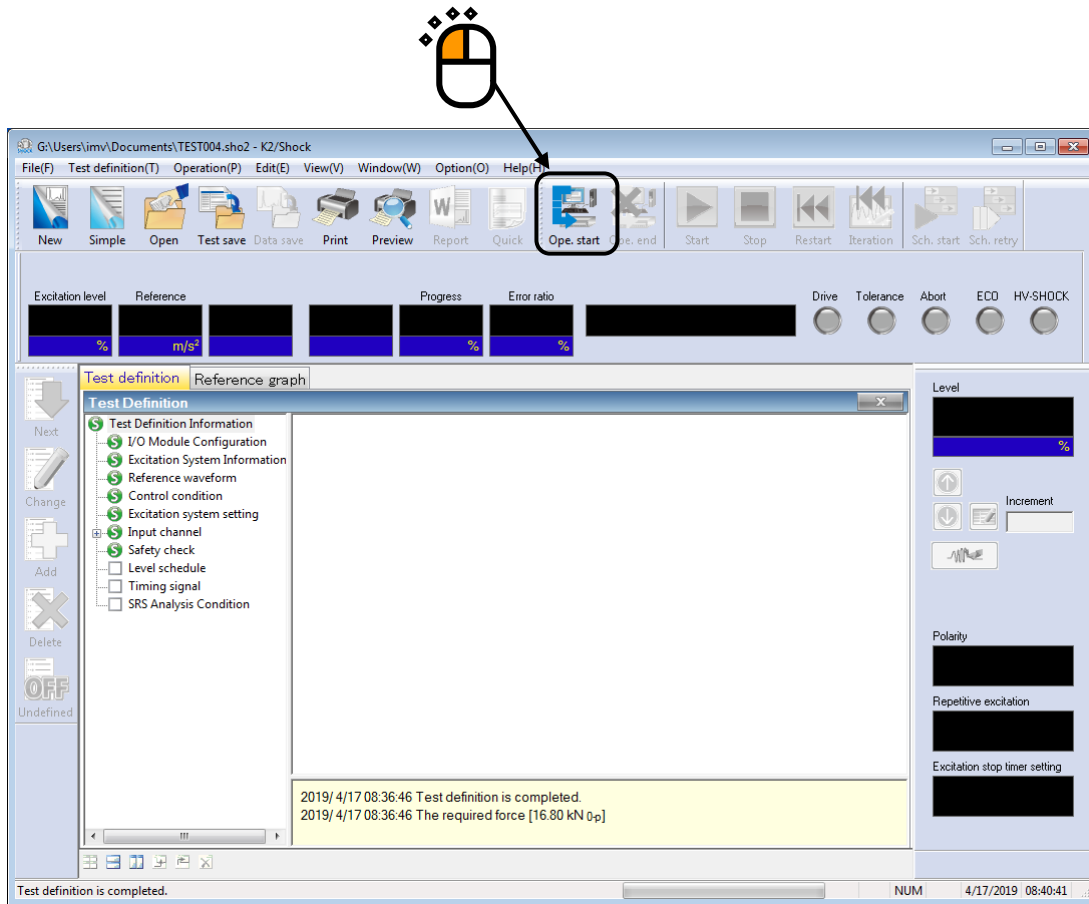 G:\Users\imv\Documents\TEST004.sho2 - K2/Shock
File(F) Test definition(T) Operation(P) Edit(E) View(V) Window(W) Option(O) Help(H)
New Simple Open Test save Data save Print Preview Report Quick Ope. start Ope. end Start Stop Restart Iteration Sch. start Sch. retry
Excitation level Reference Progress Error ratio Drive Tolerance Abort ECO HV-SHOCK
% m/s² % %
Test definition Reference graph
Test Definition
Test Definition Information
I/O Module Configuration
Excitation System Information
Reference waveform
Control condition
Excitation system setting
Input channel
Safety check
Level schedule
Timing signal
SRS Analysis Condition
Next
Change
Add
Delete
OFF
Undefined
2019/ 4/17 08:36:46 Test definition is completed.
2019/ 4/17 08:36:46 The required force [16.80 kN 0-p]
Level
%
Increment
Polarity
Repetitive excitation
Excitation stop timer setting
Test definition is completed. NUM 4/17/2019 08:40:41